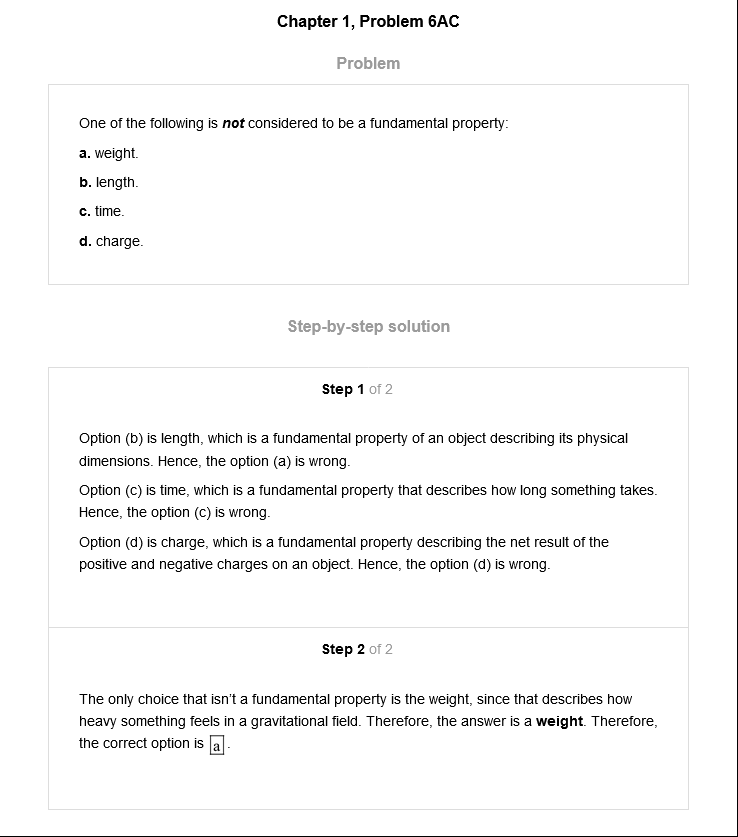 Chapter 1, Problem 6AC
Problem
One of the following is not considered to be a fundamental property:
a. weight.
b. length.
c. time.
d. charge.
Step-by-step solution
Step 1 of 2
Option (b) is length, which is a fundamental property of an object describing its physical
dimensions. Hence, the option (a) is wrong.
Option (c) is time, which is a fundamental property that describes how long something takes.
Hence, the option (c) is wrong.
Option (d) is charge, which is a fundamental property describing the net result of the
positive and negative charges on an object. Hence, the option (d) is wrong.
Step 2 of 2
The only choice that isn't a fundamental property is the weight, since that describes how
heavy something feels in a gravitational field. Therefore, the answer is a weight. Therefore,
the correct option is a.